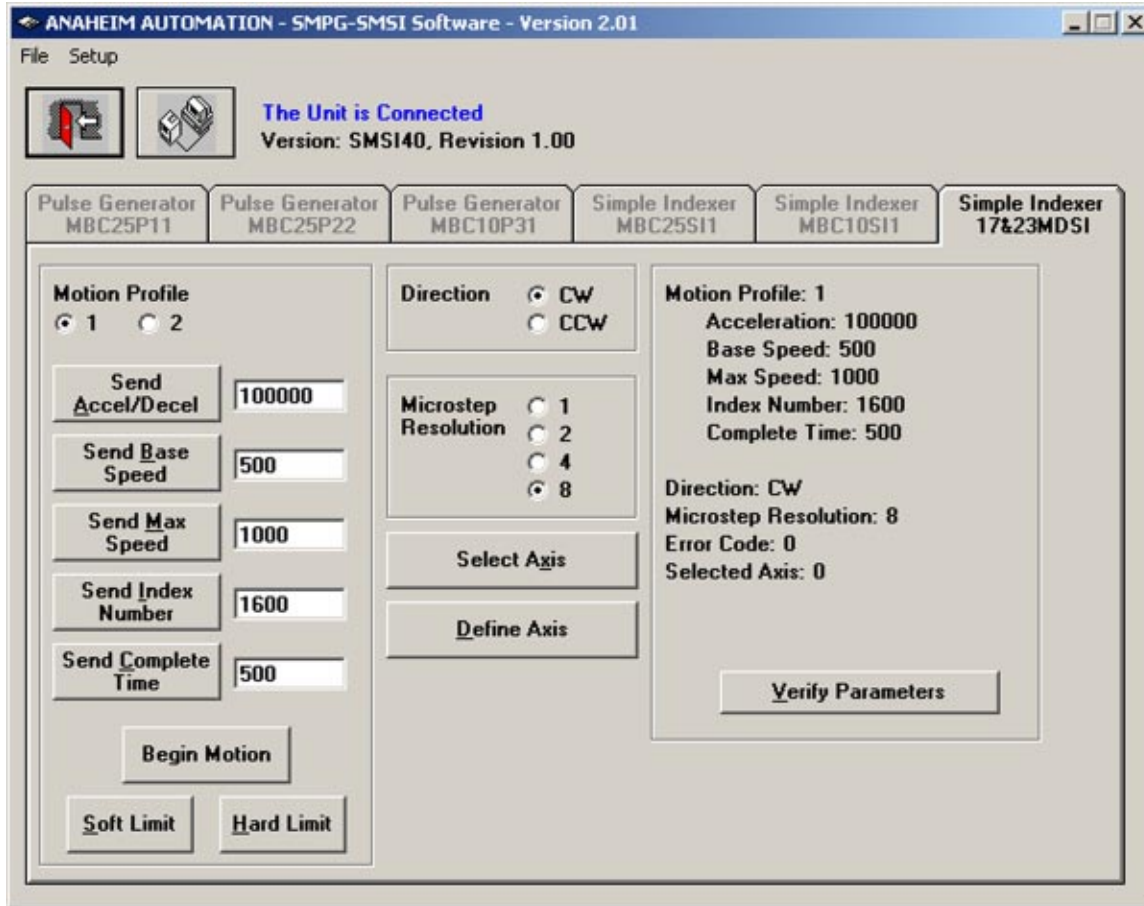 ANAHEIM AUTOMATION - SMPG-SMSI Software - Version 2.01
File Setup
The Unit is Connected
Version: SMSI40, Revision 1.00
Pulse Generator
MBC25P11
Pulse Generator
MBC25P22
Pulse Generator
MBC10P31
Simple Indexer
MBC25SI1
Simple Indexer
MBC10SI1
Simple Indexer
17&23MDSI
Motion Profile
1 2
Send
Accel/Decel
100000
Send Base
Speed
500
Send Max
Speed
1000
Send Index
Number
1600
Send Complete
Time
500
Begin Motion
Soft Limit
Hard Limit
Direction
CW
CCW
Microstep
Resolution
1
2
4
8
Select Axis
Define Axis
Motion Profile: 1
Acceleration: 100000
Base Speed: 500
Max Speed: 1000
Index Number: 1600
Complete Time: 500
Direction: CW
Microstep Resolution: 8
Error Code: 0
Selected Axis: 0
Verify Parameters